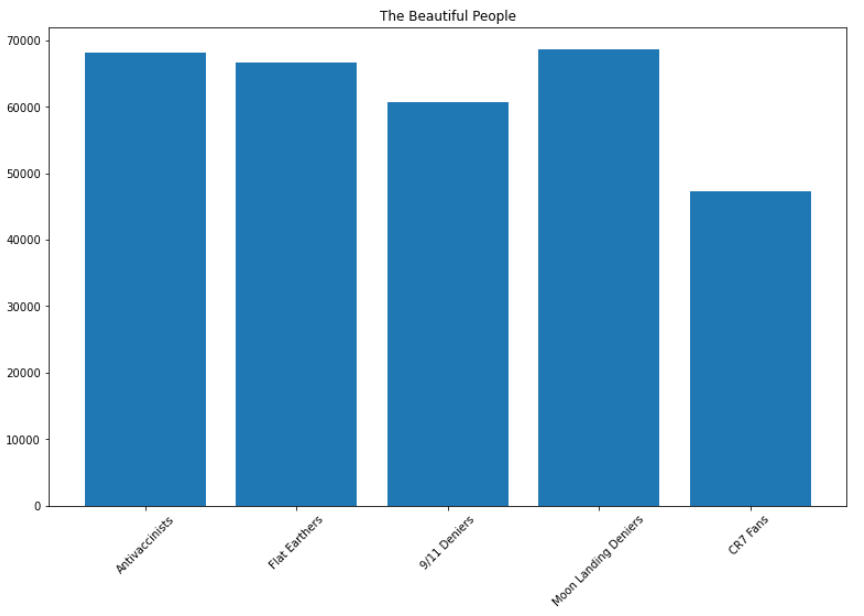 The Beautiful People
70000
60000
50000
40000
30000
20000
10000
0
Antivaccinists
Flat Earthers
9/11 Deniers
Moon Landing Deniers
CR7 Fans